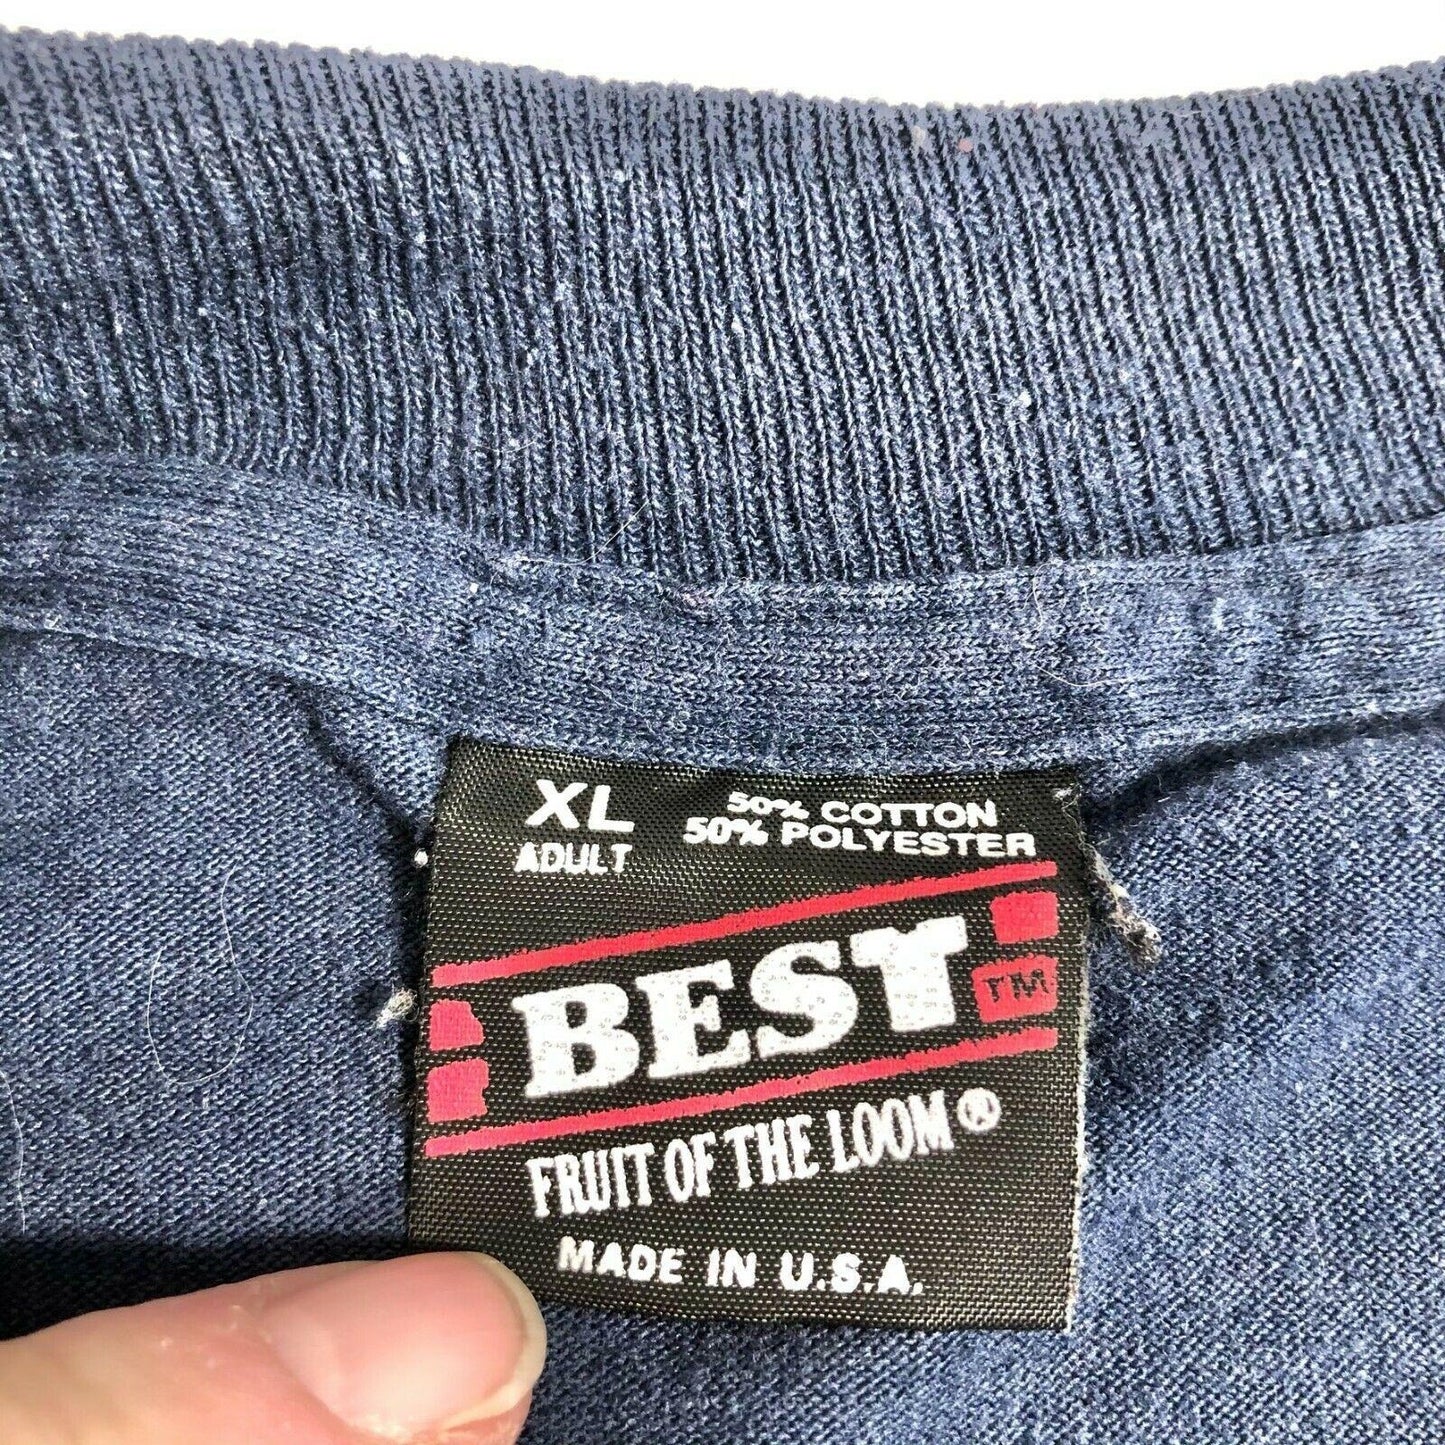 XL
ADULT
50% COTTON
50% POLYESTER
BEST TM
FRUIT OF THE LOOM®
MADE IN U.S.A.